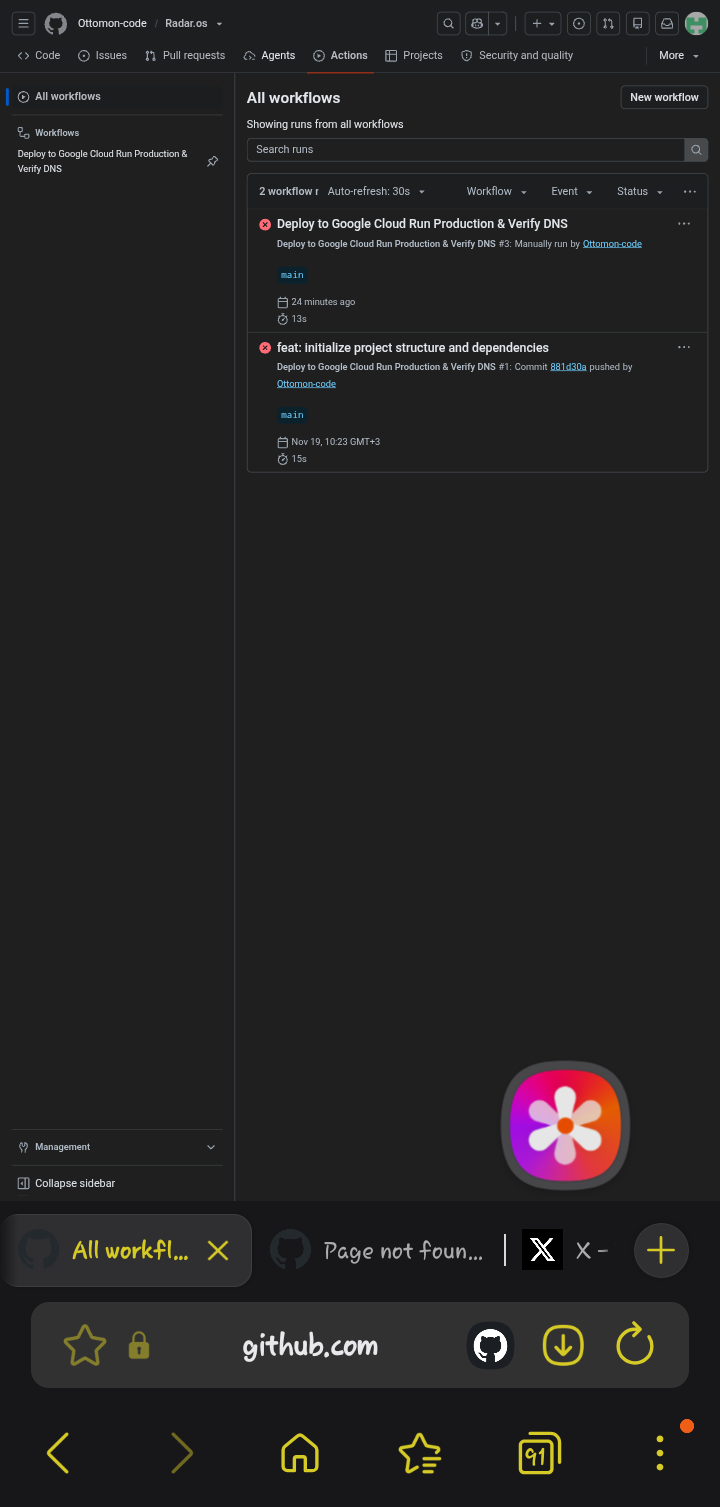 Ottomon-code / Radar.os
Code Issues Pull requests Agents Actions Projects Security and quality More
All workflows
Workflows
Deploy to Google Cloud Run Production &
Verify DNS
All workflows
New workflow
Showing runs from all workflows
Search runs
2 workflow r Auto-refresh: 30s Workflow Event Status
Deploy to Google Cloud Run Production & Verify DNS
Deploy to Google Cloud Run Production & Verify DNS #3: Manually run by Ottomon-code
main
24 minutes ago
13s
feat: initialize project structure and dependencies
Deploy to Google Cloud Run Production & Verify DNS #1: Commit 881d30a pushed by
Ottomon-code
main
Nov 19, 10:23 GMT+3
15s
Management
Collapse sidebar
All workfl... Page not foun... X -
github.com
91